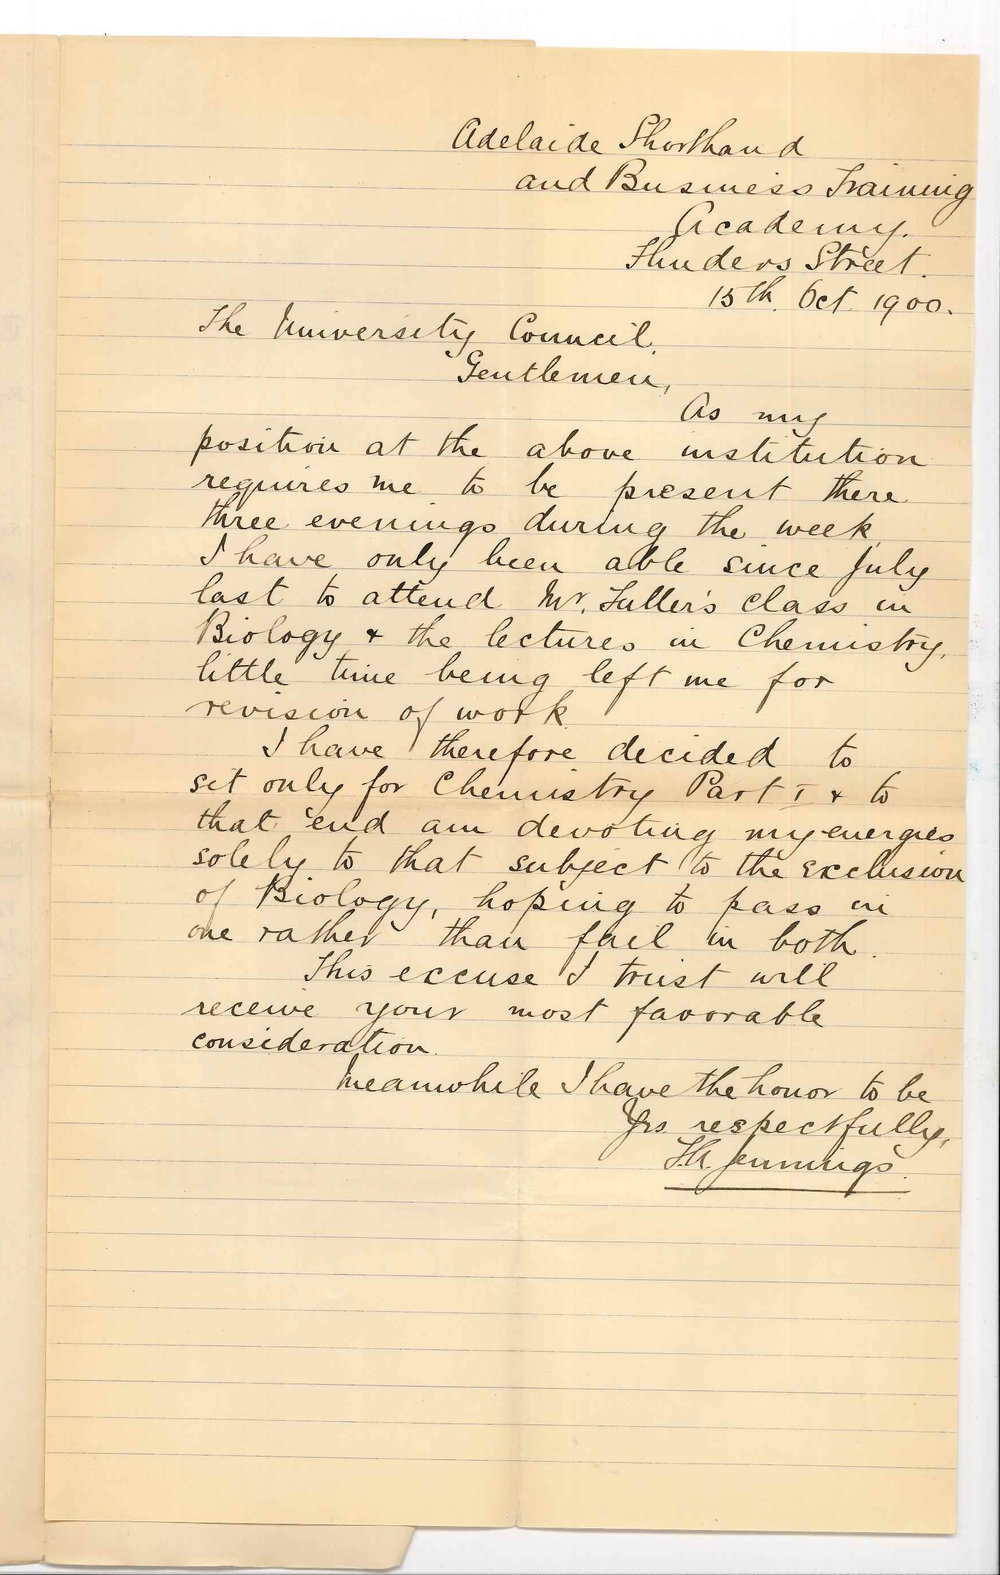 Adelaide Shorthand
and Business Training
Academy.
Flinders Street.
15th. Oct. 1900.
The University Council.
Gentlemen,
As my
position at the above institution
requires me to be present there
three evenings during the week,
I have only been able since July
last to attend Mr. Fuller's class in
Biology & the lectures in Chemistry,
little time being left me for
revision of work
I have therefore decided to
sit only for Chemistry Part I & to
that end am devoting my energies
solely to that subject to the exclusion
of Biology, hoping to pass in
one rather than fail in both.
This excuse I trust will
receive your most favorable
consideration.
Meanwhile I have the honor to be
Yrs respectfully,
Jennings.